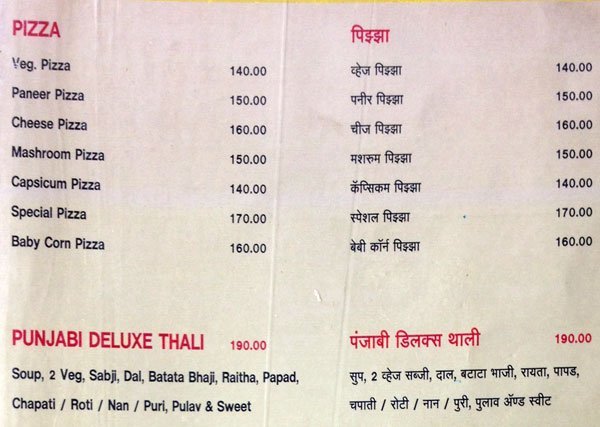 PIZZA
Veg. Pizza 140.00
Paneer Pizza 150.00
Cheese Pizza 160.00
Mashroom Pizza 150.00
Capsicum Pizza 140.00
Special Pizza 170.00
Baby Corn Pizza 160.00
PUNJABI DELUXE THALI 190.00
Soup, 2 Veg, Sabji, Dal, Batata Bhaji, Raitha, Papad,
Chapati / Roti / Nan / Puri, Pulav & Sweet
पिझ्झा
व्हेज पिझ्झा 140.00
पनीर पिझ्झा 150.00
चीज पिझ्झा 160.00
मशरुम पिझ्झा 150.00
कॅप्सिकम पिझ्झा 140.00
स्पेशल पिझ्झा 170.00
बेबी कॉर्न पिझ्झा 160.00
पंजाबी डिलक्स थाली 190.00
सुप, 2 व्हेज सब्जी, दाल, बटाटा भाजी, रायता, पापड,
चपाती / रोटी / नान / पुरी, पुलाव ॲण्ड स्वीट